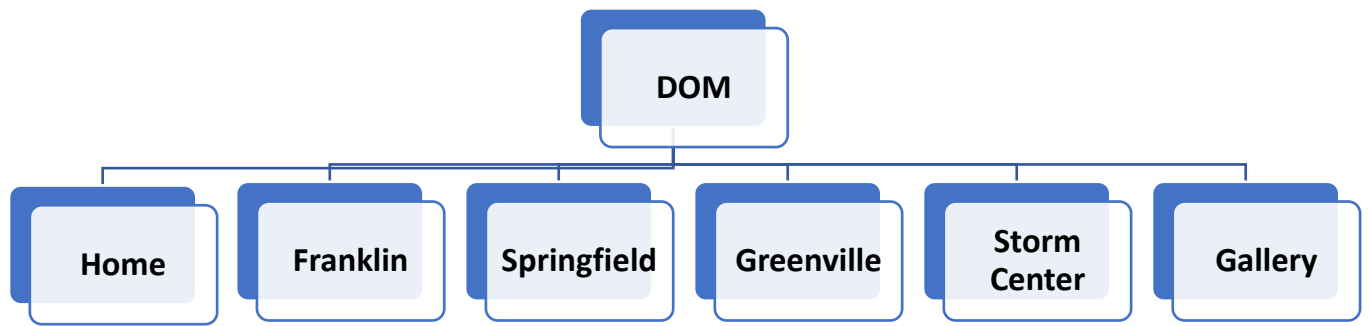 DOM
Home
Franklin
Springfield
Greenville
Storm
Center
Gallery